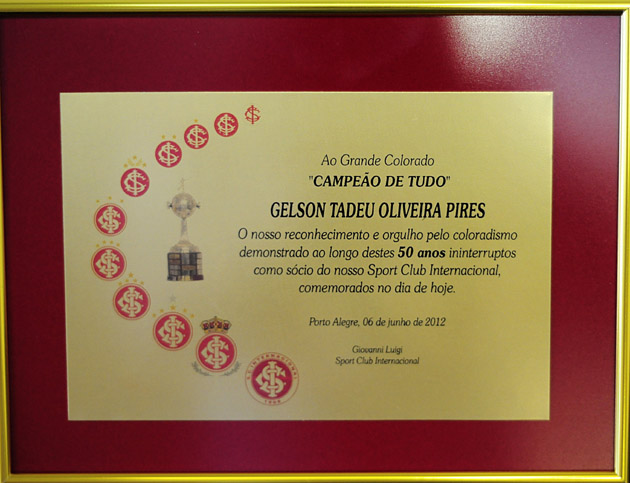 Ao Grande Colorado
"CAMPEÃO DE TUDO"
GELSON TADEU OLIVEIRA PIRES
O nosso reconhecimento e orgulho pelo coloradismo
demonstrado ao longo destes 50 anos ininterruptos
como sócio do nosso Sport Club Internacional,
comemorados no dia de hoje.
Porto Alegre, 06 de junho de 2012
Giovanni Luigi
Sport Club Internacional
S.C. INTERNACIONAL